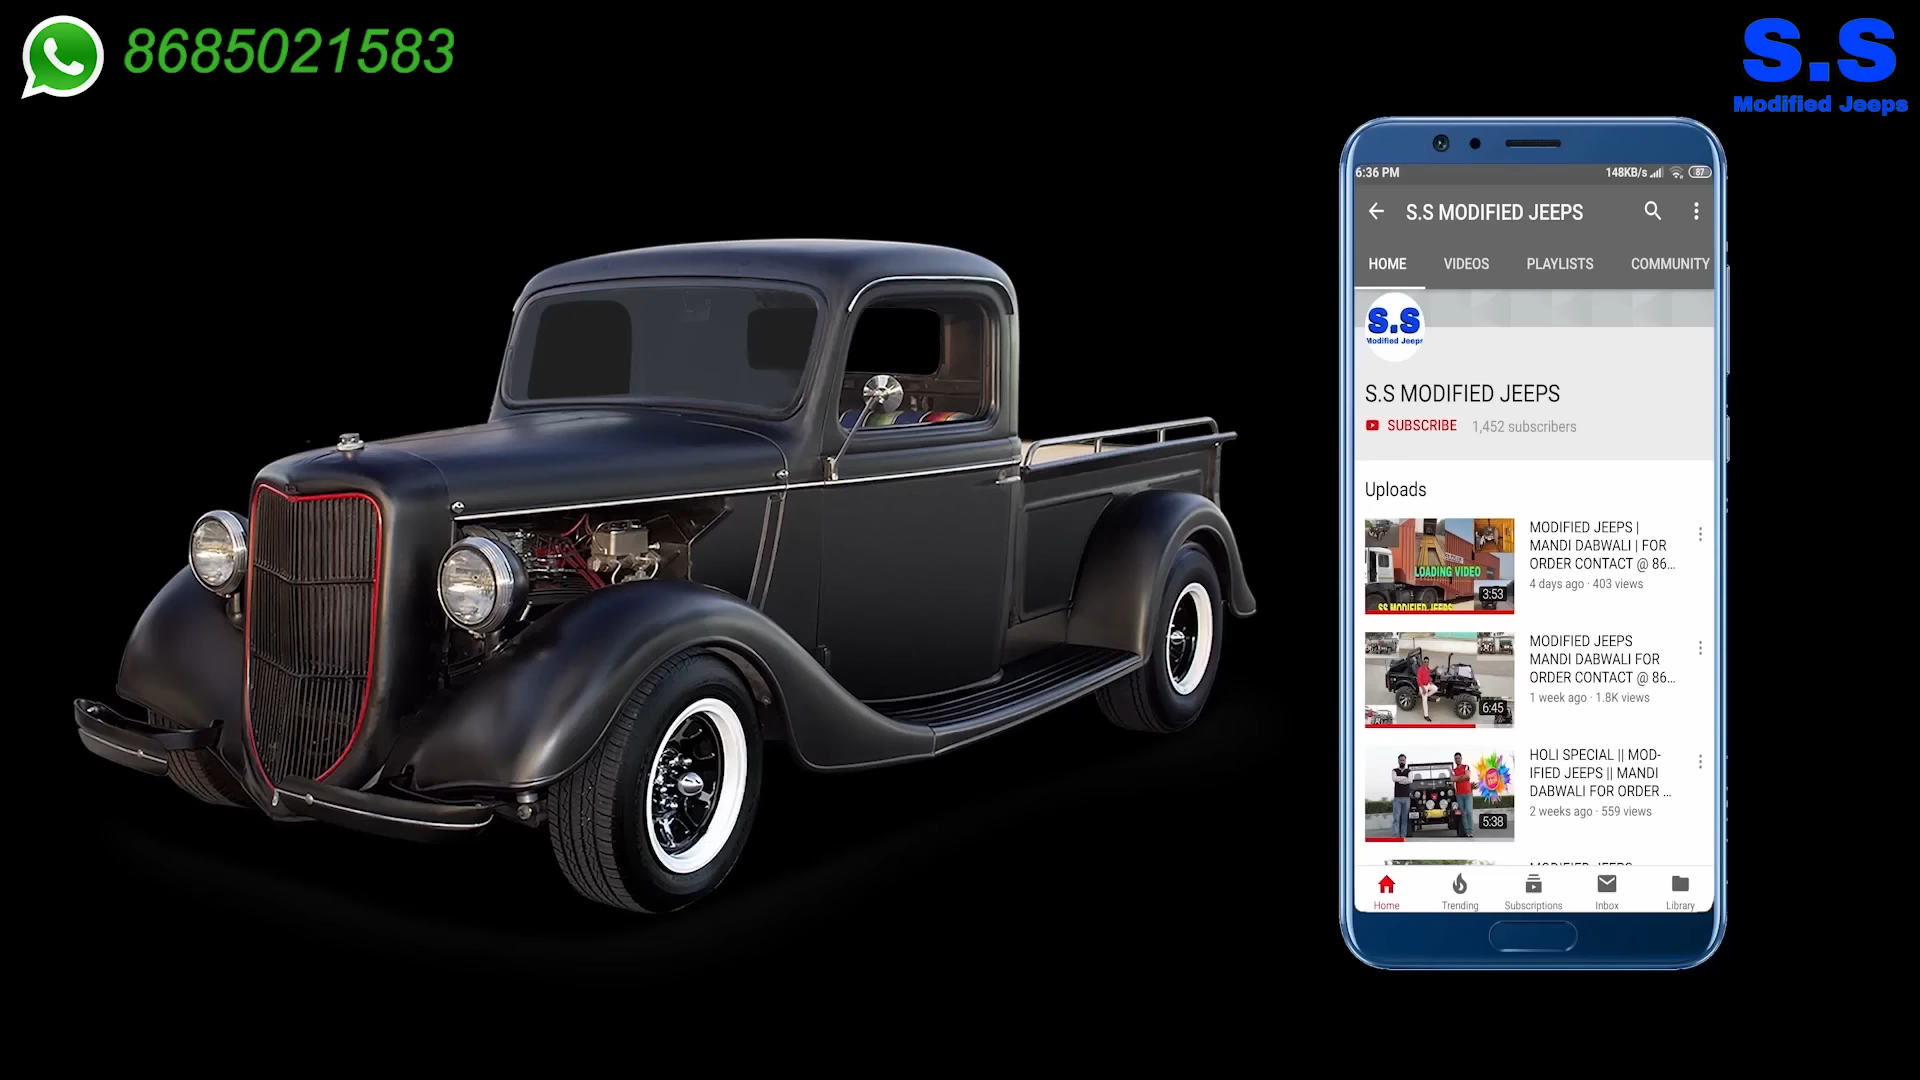 8685021583
S.S
Modified Jeeps
6:36 PM
148KB/s
87
S.S MODIFIED JEEPS
HOME
VIDEOS
PLAYLISTS
COMMUNITY
S.S
Modified Jeeps
S.S MODIFIED JEEPS
SUBSCRIBE
1,452 subscribers
Uploads
LOADING VIDEO
SS MODIFIED JEEPS
3:53
MODIFIED JEEPS |
MANDI DABWALI | FOR
ORDER CONTACT @ 86...
4 days ago · 403 views
6:45
MODIFIED JEEPS
MANDI DABWALI FOR
ORDER CONTACT @ 86...
1 week ago · 1.8K views
5:38
HOLI SPECIAL || MOD-
IFIED JEEPS || MANDI
DABWALI FOR ORDER ...
2 weeks ago · 559 views
Home
Trending
Subscriptions
Inbox
Library